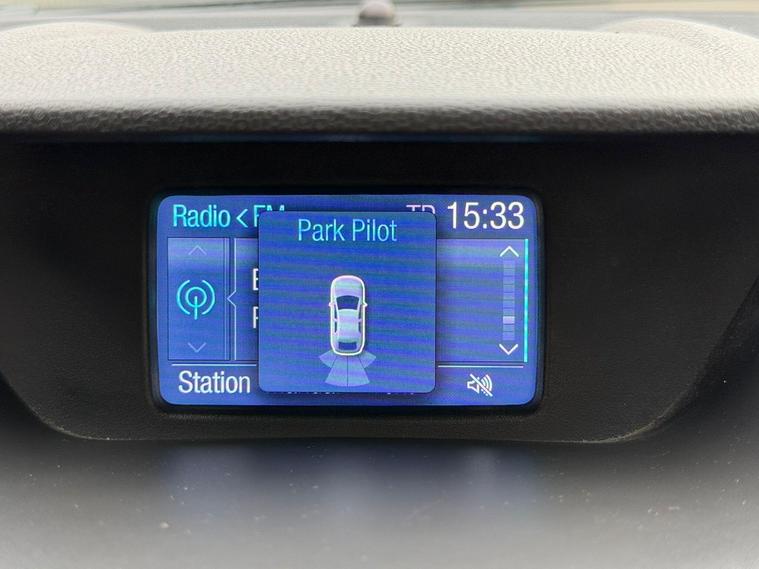 Radio < FM TP 15:33
Park Pilot
Station